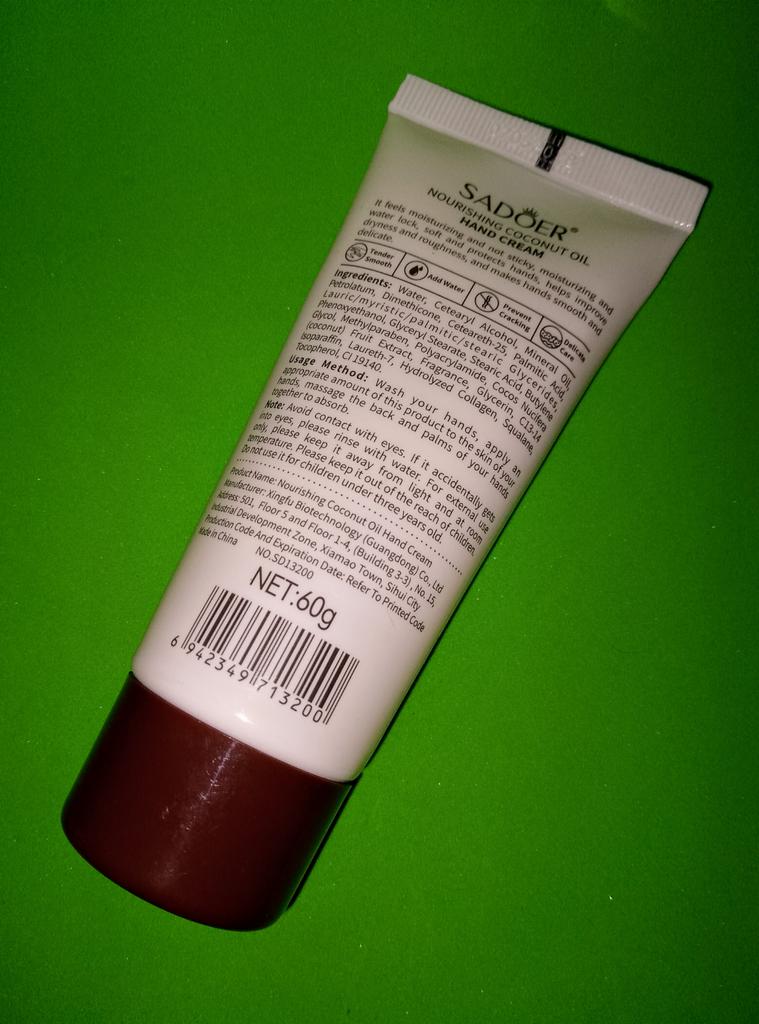 SADOER®
NOURISHING COCONUT OIL
HAND CREAM
It feels moisturizing and not sticky, moisturizing and
water lock, soft and protects hands, helps improve
dryness and roughness, and makes hands smooth and
delicate.
Tender Smooth
Add Water
Prevent Cracking
Delicate Care
Ingredients: Water, Cetearyl Alcohol, Mineral Oil,
Petrolatum, Dimethicone, Ceteareth-25, Palmitic Acid,
Lauric/myristic/palmitic/stearic Glycerides,
Phenoxyethanol, Glyceryl Stearate, Stearic Acid, Butylene
Glycol, Methylparaben, Polyacrylamide, Cocos Nucifera
(coconut) Fruit Extract, Fragrance, Glycerin, C13-14
Isoparaffin, Laureth-7, Hydrolyzed Collagen, Squalane,
Tocopherol, CI 19140.
Usage Method: Wash your hands, apply an
appropriate amount of this product to the skin of your
hands, massage the back and palms of your hands
together to absorb.
Note: Avoid contact with eyes. If it accidentally gets
into eyes, please rinse with water. For external use
only, please keep it away from light and at room
temperature. Please keep it out of the reach of children.
Do not use it for children under three years old.
Product Name: Nourishing Coconut Oil Hand Cream
Manufacturer: Xingfu Biotechnology (Guangdong) Co., Ltd
Address: 501, Floor 5 and Floor 1-4, (Building 3-3), No. 15,
Industrial Development Zone, Xiamao Town, Sihui City
Production Code And Expiration Date: Refer To Printed Code
Made in China
NO.SD13200
NET:60g
6 942349 713200